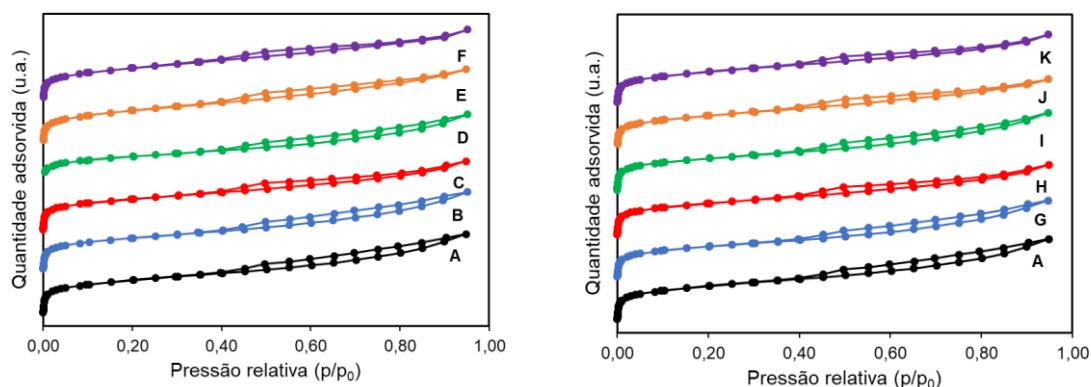 Quantidade adsorvida (u.a.)
F
E
D
C
B
A
0,00 0,20 0,40 0,60 0,80 1,00
Pressão relativa (p/p₀)
Quantidade adsorvida (u.a.)
K
J
I
H
G
A
0,00 0,20 0,40 0,60 0,80 1,00
Pressão relativa (p/p₀)